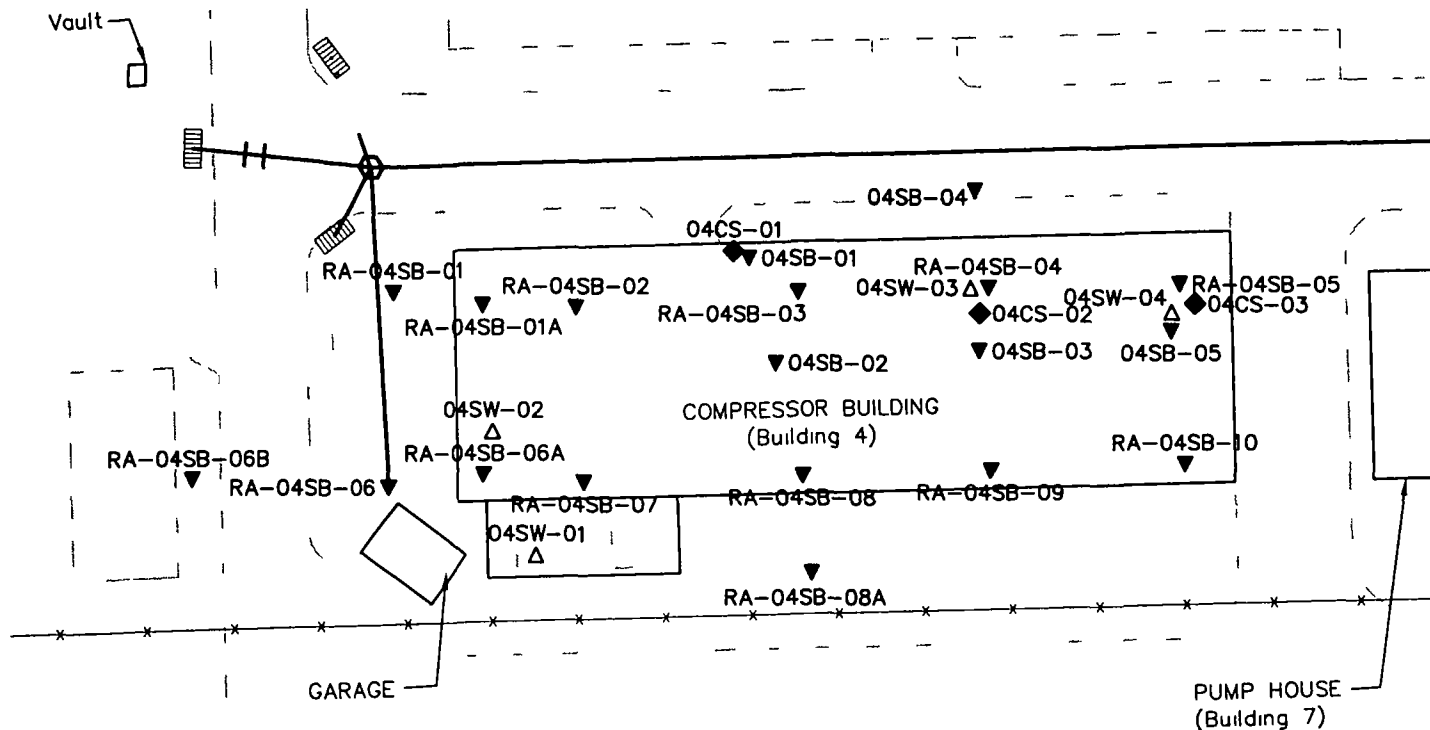 Vault
04SB-04
04CS-01
04SB-01
RA-04SB-01
RA-04SB-02
RA-04SB-04
04SW-03
RA-04SB-05
04SW-04
04CS-03
RA-04SB-01A
RA-04SB-03
04CS-02
04SB-03
04SB-05
04SB-02
04SW-02
COMPRESSOR BUILDING
(Building 4)
RA-04SB-10
RA-04SB-06B
RA-04SB-06A
RA-04SB-06
RA-04SB-07
RA-04SB-08
RA-04SB-09
04SW-01
RA-04SB-08A
GARAGE
PUMP HOUSE
(Building 7)